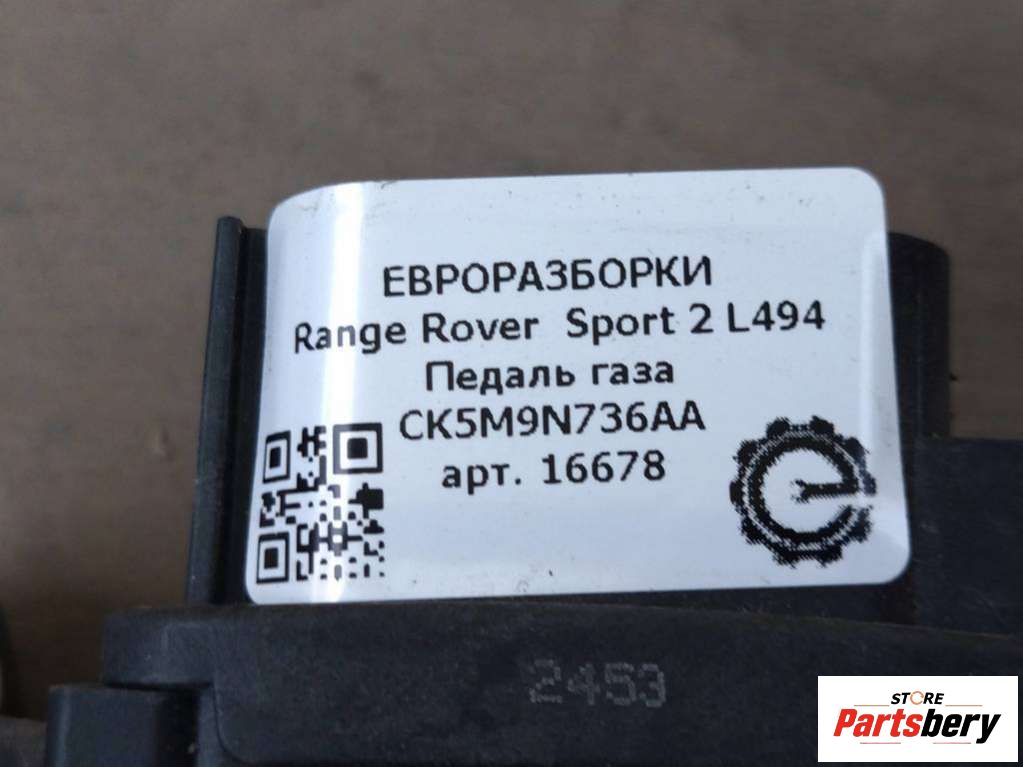 ЕВРОРАЗБОРКИ
Range Rover Sport 2 L494
Педаль газа
CK5M9N736AA
арт. 16678
2453
STORE
Partsbery